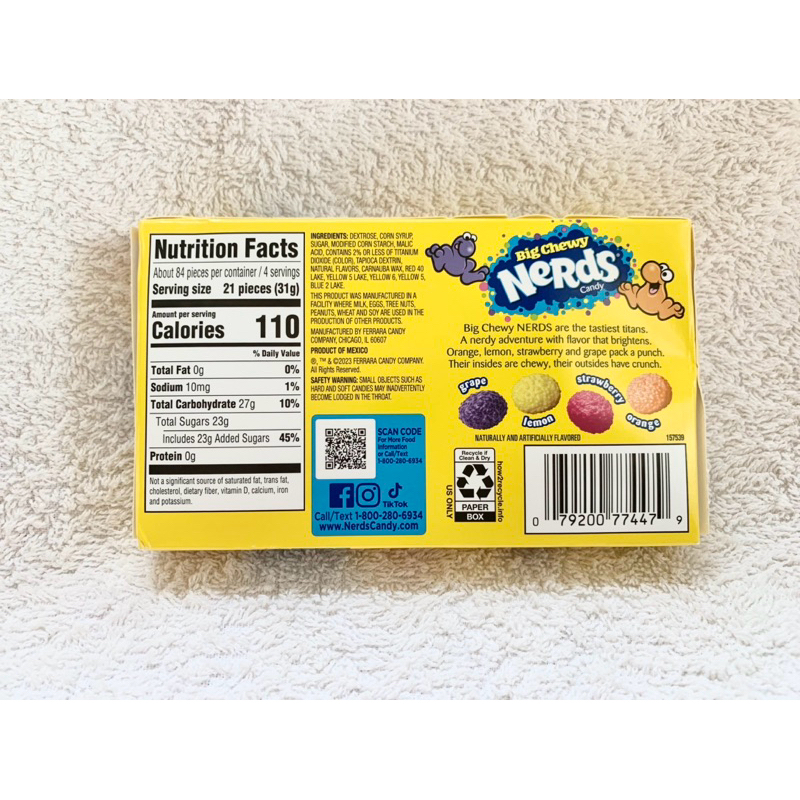 Nutrition Facts
About 84 pieces per container / 4 servings
Serving size 21 pieces (31g)
Amount per serving
Calories 110
% Daily Value
Total Fat 0g 0%
Sodium 10mg 1%
Total Carbohydrate 27g 10%
Total Sugars 23g
Includes 23g Added Sugars 45%
Protein 0g
Not a significant source of saturated fat, trans fat,
cholesterol, dietary fiber, vitamin D, calcium, iron
and potassium.
INGREDIENTS: DEXTROSE, CORN SYRUP,
SUGAR, MODIFIED CORN STARCH, MALIC
ACID, CONTAINS 2% OR LESS OF TITANIUM
DIOXIDE (COLOR), TAPIOCA DEXTRIN,
NATURAL FLAVORS, CARNAUBA WAX, RED 40
LAKE, YELLOW 5 LAKE, YELLOW 6, YELLOW 5,
BLUE 2 LAKE.
THIS PRODUCT WAS MANUFACTURED IN A
FACILITY WHERE MILK, EGGS, TREE NUTS,
PEANUTS, WHEAT AND SOY ARE USED IN THE
PRODUCTION OF OTHER PRODUCTS.
MANUFACTURED BY FERRARA CANDY
COMPANY, CHICAGO, IL 60607
PRODUCT OF MEXICO
®, ™ & ©2023 FERRARA CANDY COMPANY.
All Rights Reserved.
SAFETY WARNING: SMALL OBJECTS SUCH AS
HARD AND SOFT CANDIES MAY INADVERTENTLY
BECOME LODGED IN THE THROAT.
SCAN CODE
For More Food
Information
or Call/Text
1-800-280-6934
TikTok
Call/Text 1-800-280-6934
www.NerdsCandy.com
Big Chewy
NERDS
Candy
Big Chewy NERDS are the tastiest titans.
A nerdy adventure with flavor that brightens.
Orange, lemon, strawberry and grape pack a punch.
Their insides are chewy, their outsides have crunch.
grape
lemon
strawberry
orange
NATURALLY AND ARTIFICIALLY FLAVORED
157539
Recycle if
Clean & Dry
PAPER
BOX
US ONLY
how2recycle.info
0 79200 77447 9